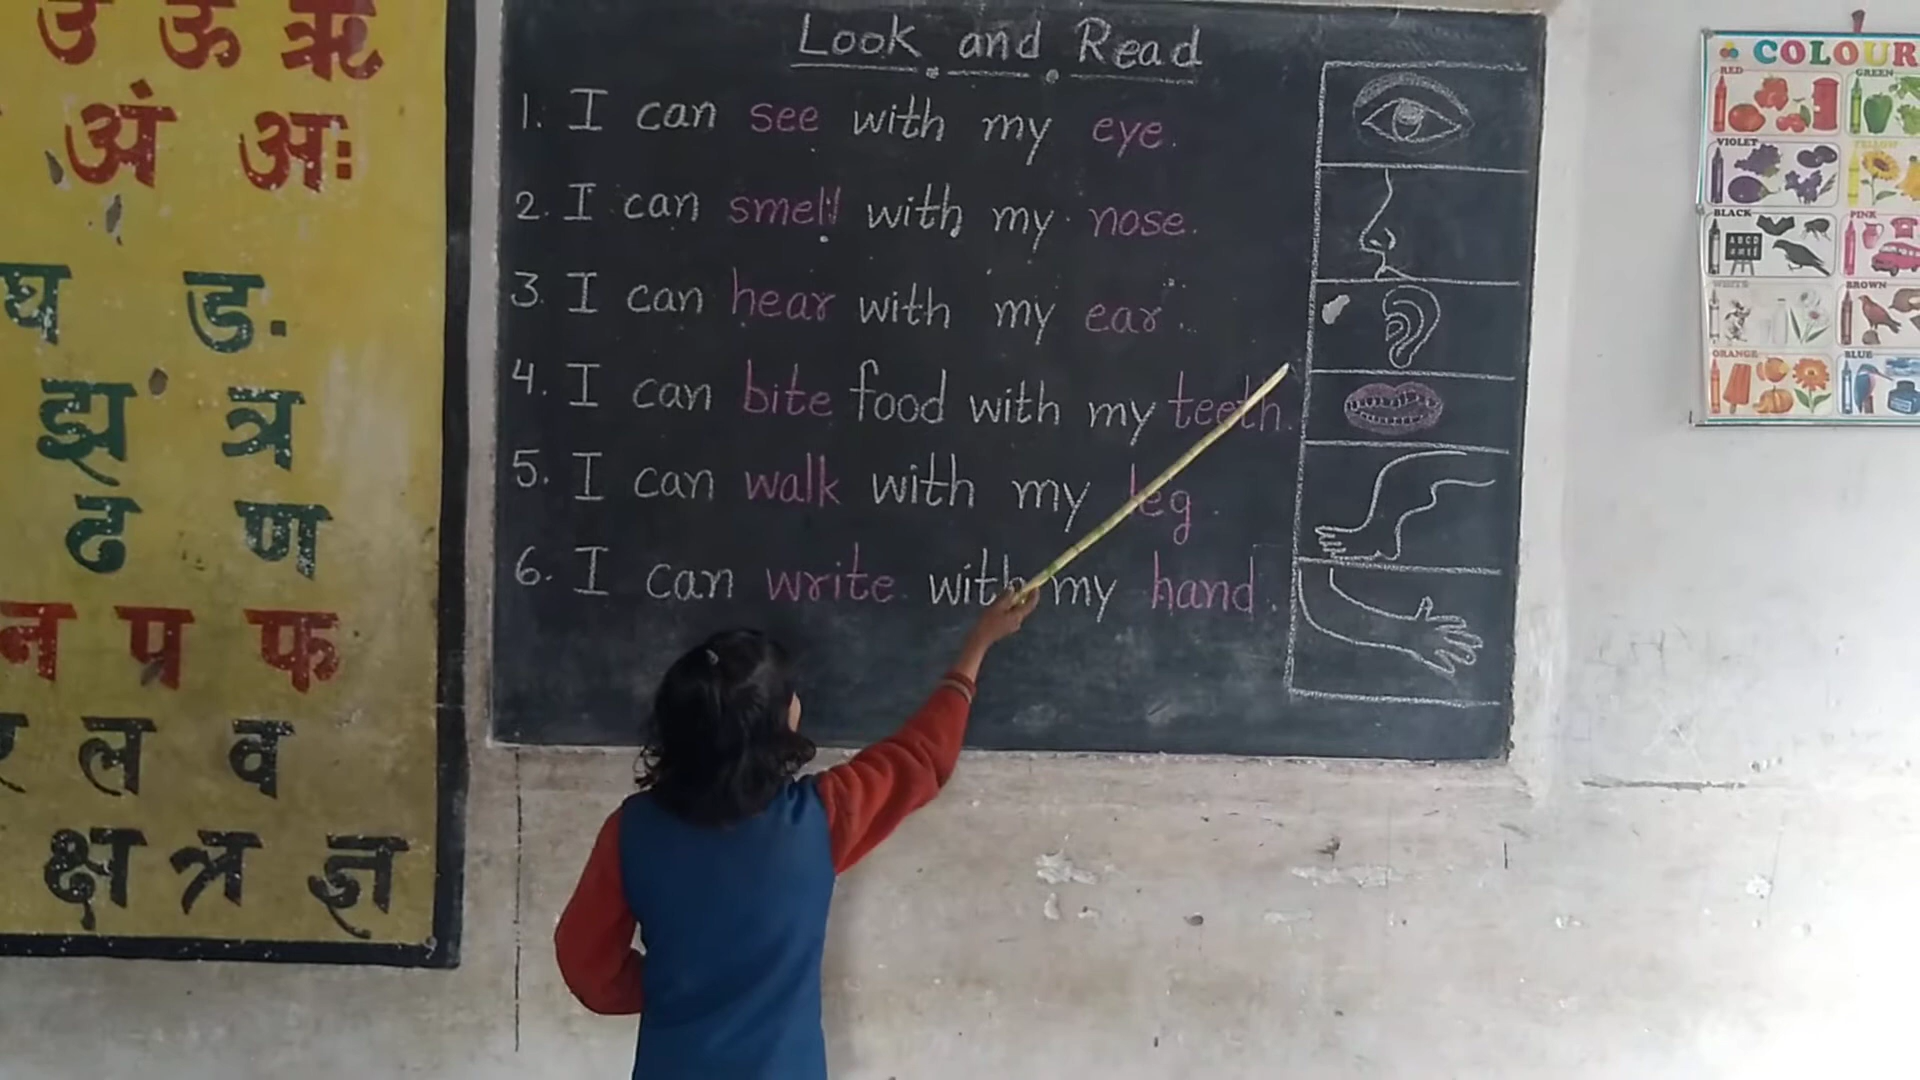 उ ऊ ऋ
अं अः
घ ङ
झ त्र
ढ ण
न प फ
र ल व
क्ष त्र ज्ञ
Look and Read
1. I can see with my eye.
2. I can smell with my nose.
3. I can hear with my ear.
4. I can bite food with my teeth.
5. I can walk with my leg.
6. I can write with my hand.
COLOUR
RED GREEN
VIOLET YELLOW
BLACK PINK
ABCD
WHITE BROWN
ORANGE BLUE